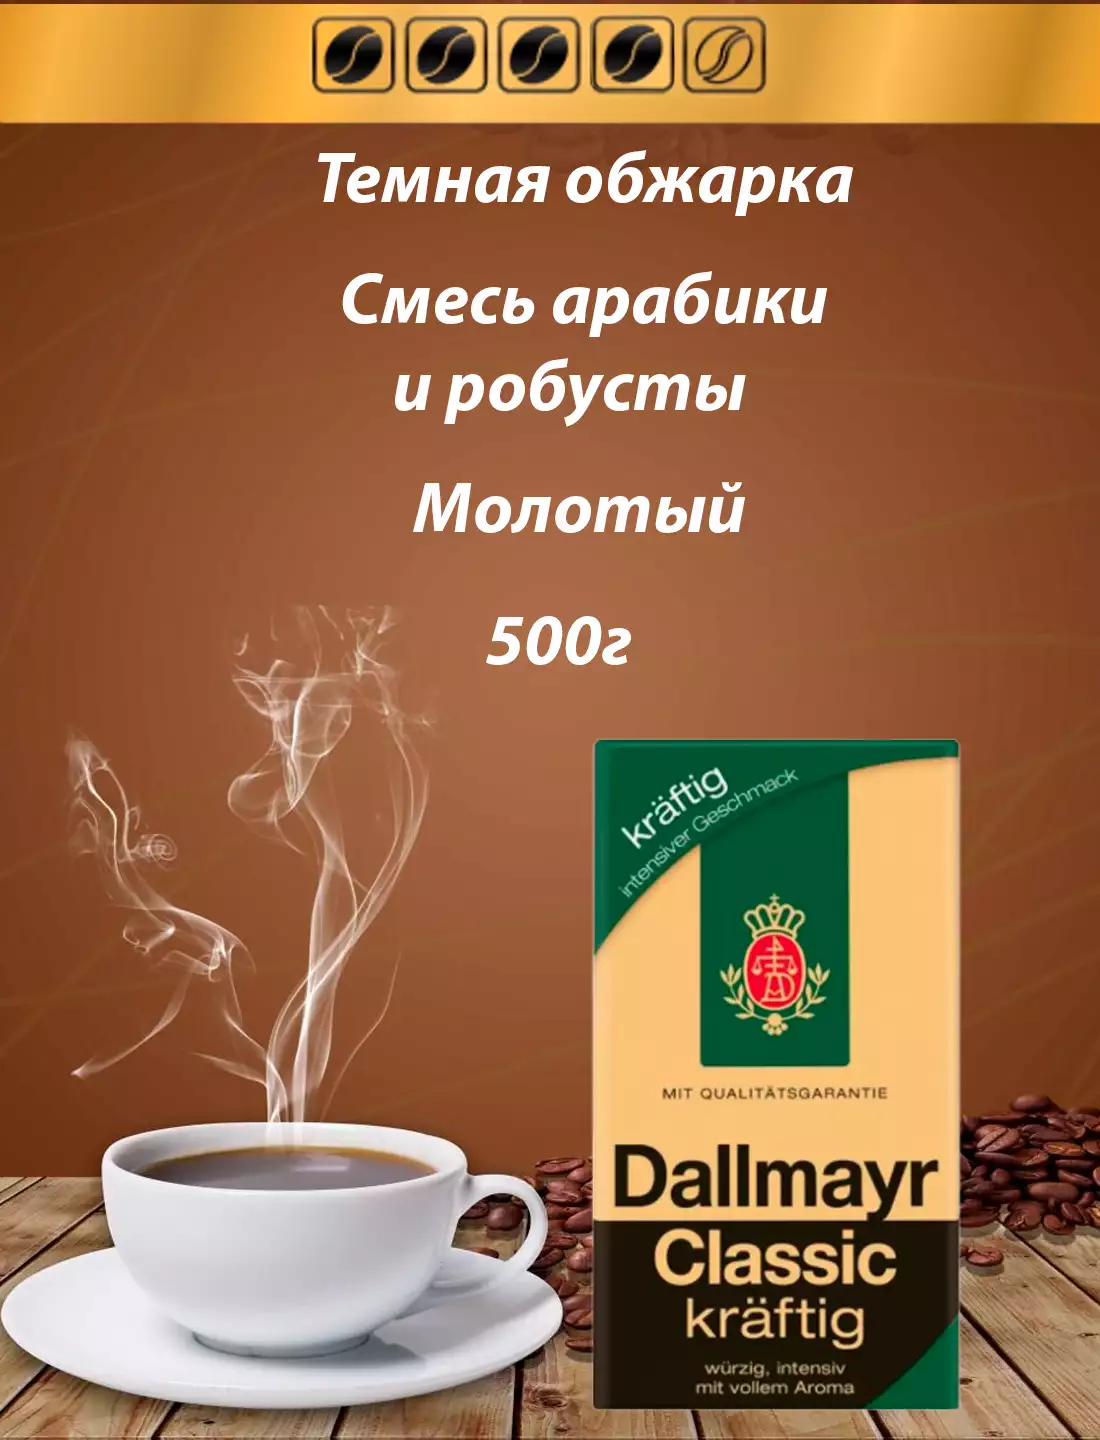 Темная обжарка
Смесь арабики
и робусты
Молотый
500г
kräftig
intensiver Geschmack
MIT QUALITÄTSGARANTIE
Dallmayr
Classic
kräftig
würzig, intensiv
mit vollem Aroma